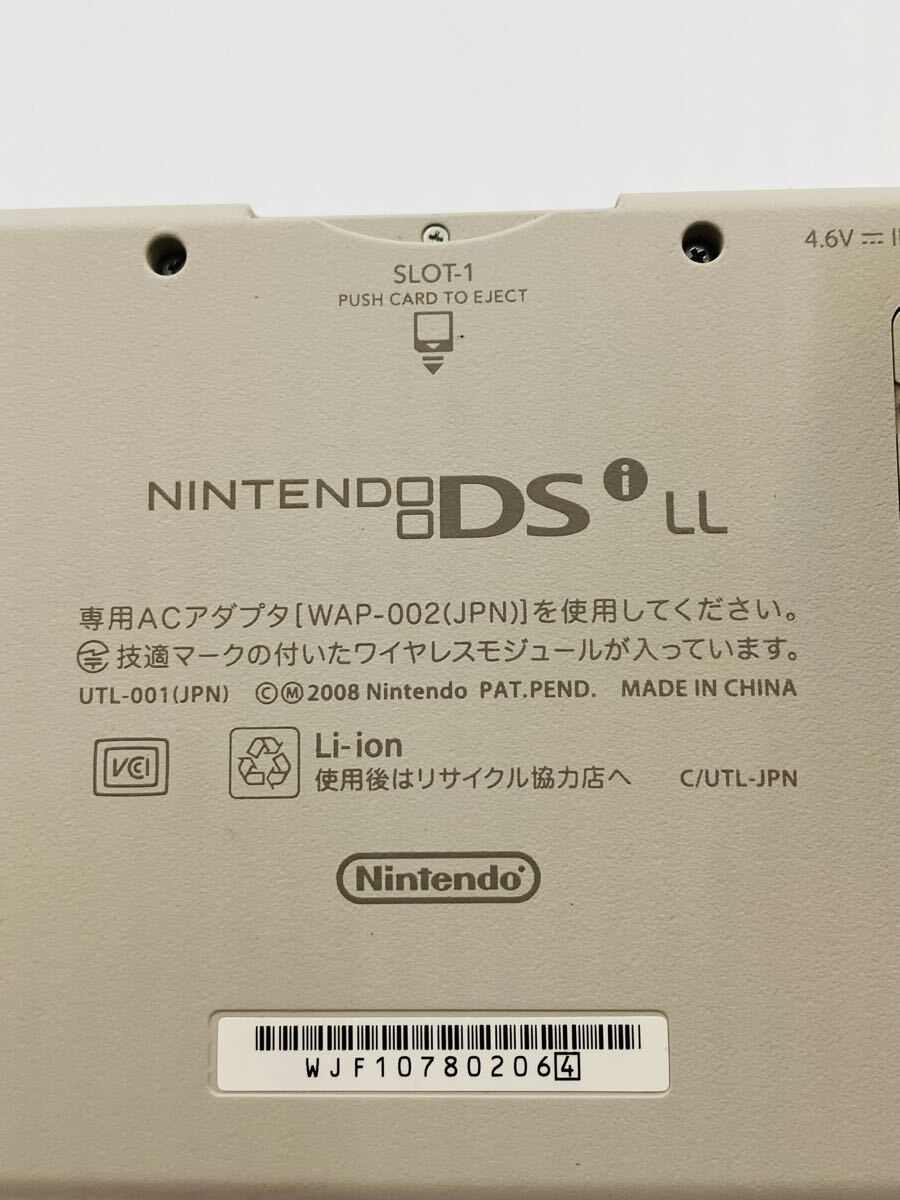 4.6V ⎓
SLOT-1
PUSH CARD TO EJECT
NINTENDO DSi LL
専用ACアダプタ[WAP-002(JPN)]を使用してください。
技適マークの付いたワイヤレスモジュールが入っています。
UTL-001(JPN) ©Ⓜ2008 Nintendo PAT.PEND. MADE IN CHINA
VCCI
Li-ion
使用後はリサイクル協力店へ C/UTL-JPN
Nintendo
WJF107802064